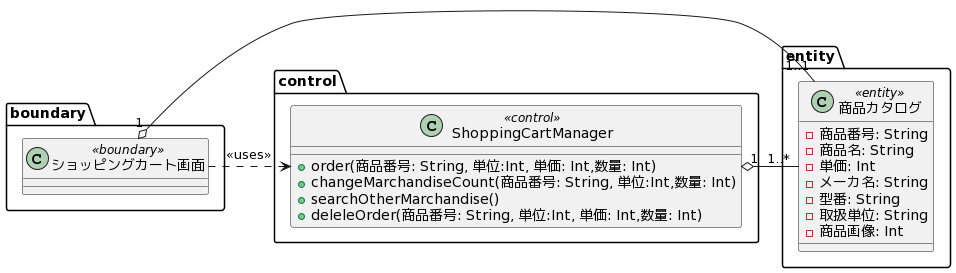 boundary
«boundary»
ショッピングカート画面
1
«uses»
control
«control»
ShoppingCartManager
order(商品番号: String, 単位:Int, 単価: Int,数量: Int)
changeMarchandiseCount(商品番号: String, 単位:Int,数量: Int)
searchOtherMarchandise()
deleleOrder(商品番号: String, 単位:Int, 単価: Int,数量: Int)
1
1..*
entity
1..1
«entity»
商品カタログ
商品番号: String
商品名: String
単価: Int
メーカ名: String
型番: String
取扱単位: String
商品画像: Int
C
C
C